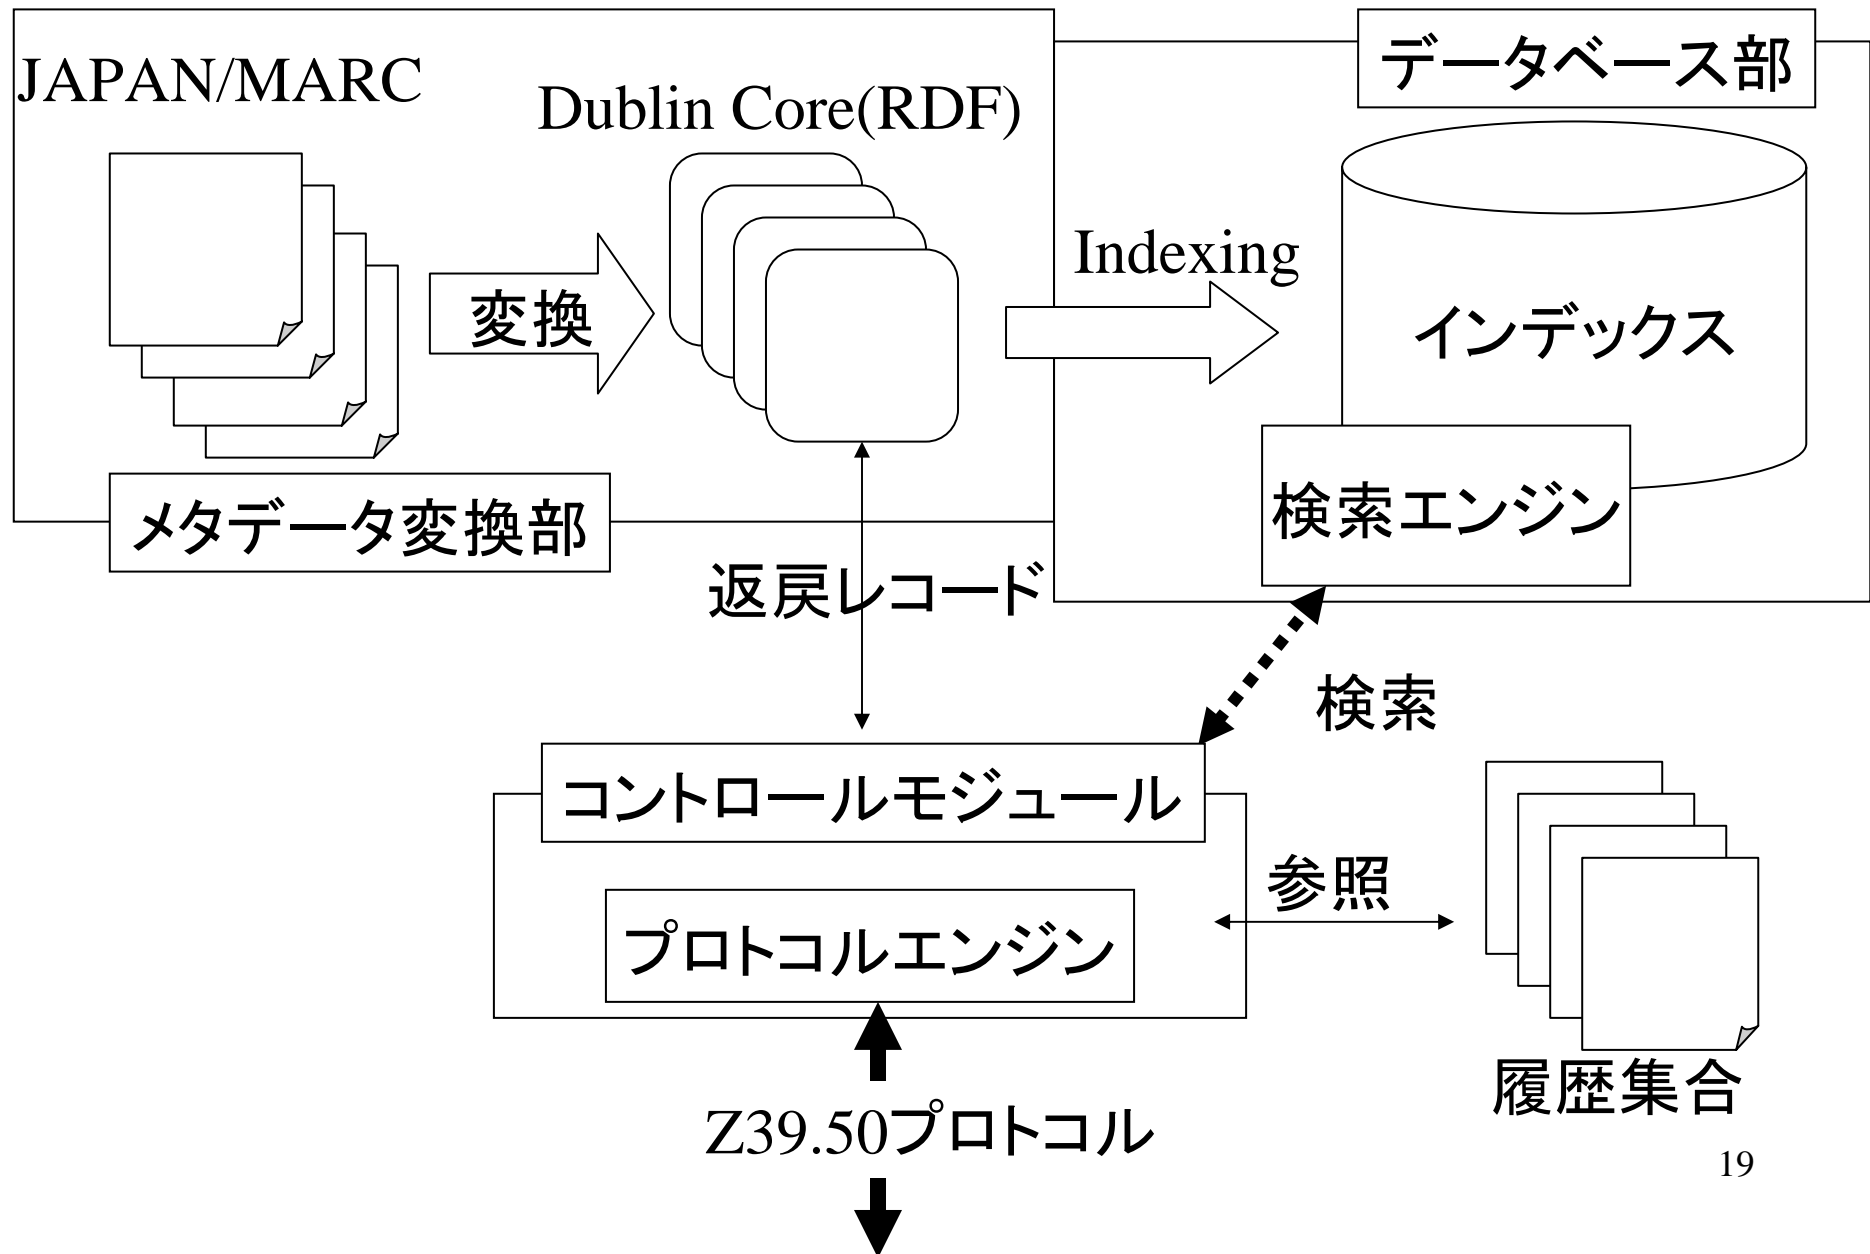 JAPAN/MARC
Dublin Core(RDF)
データベース部
変換
Indexing
インデックス
検索エンジン
メタデータ変換部
返戻レコード
検索
コントロールモジュール
参照
プロトコルエンジン
履歴集合
Z39.50プロトコル
19